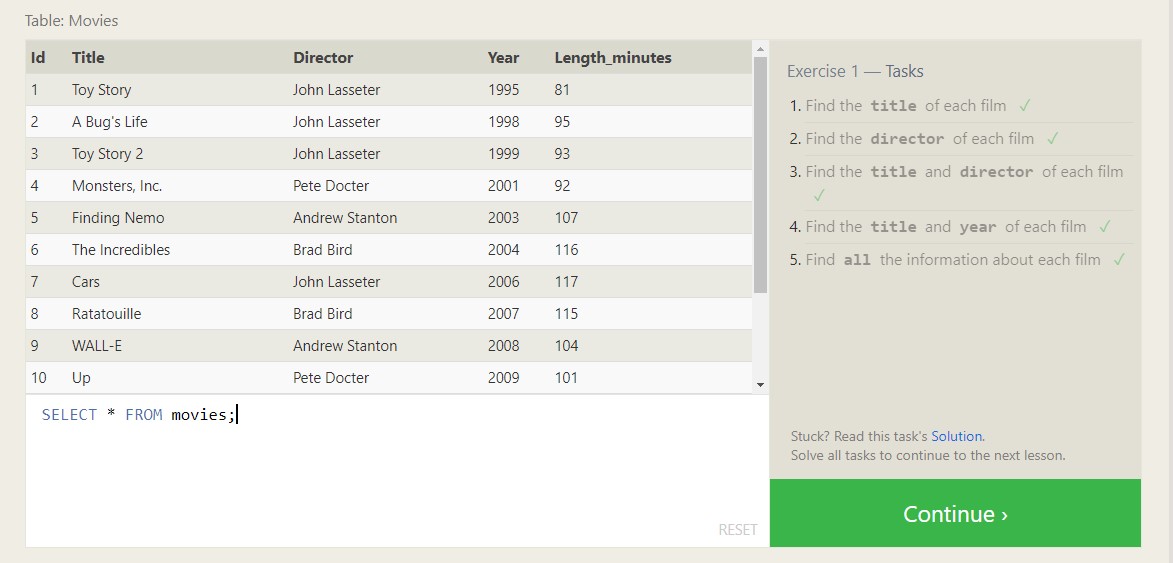 Table: Movies
Id Title Director Year Length_minutes
1 Toy Story John Lasseter 1995 81
2 A Bug's Life John Lasseter 1998 95
3 Toy Story 2 John Lasseter 1999 93
4 Monsters, Inc. Pete Docter 2001 92
5 Finding Nemo Andrew Stanton 2003 107
6 The Incredibles Brad Bird 2004 116
7 Cars John Lasseter 2006 117
8 Ratatouille Brad Bird 2007 115
9 WALL-E Andrew Stanton 2008 104
10 Up Pete Docter 2009 101
SELECT * FROM movies;
RESET
Exercise 1 — Tasks
1. Find the title of each film ✓
2. Find the director of each film ✓
3. Find the title and director of each film
✓
4. Find the title and year of each film ✓
5. Find all the information about each film ✓
Stuck? Read this task's Solution.
Solve all tasks to continue to the next lesson.
Continue ›